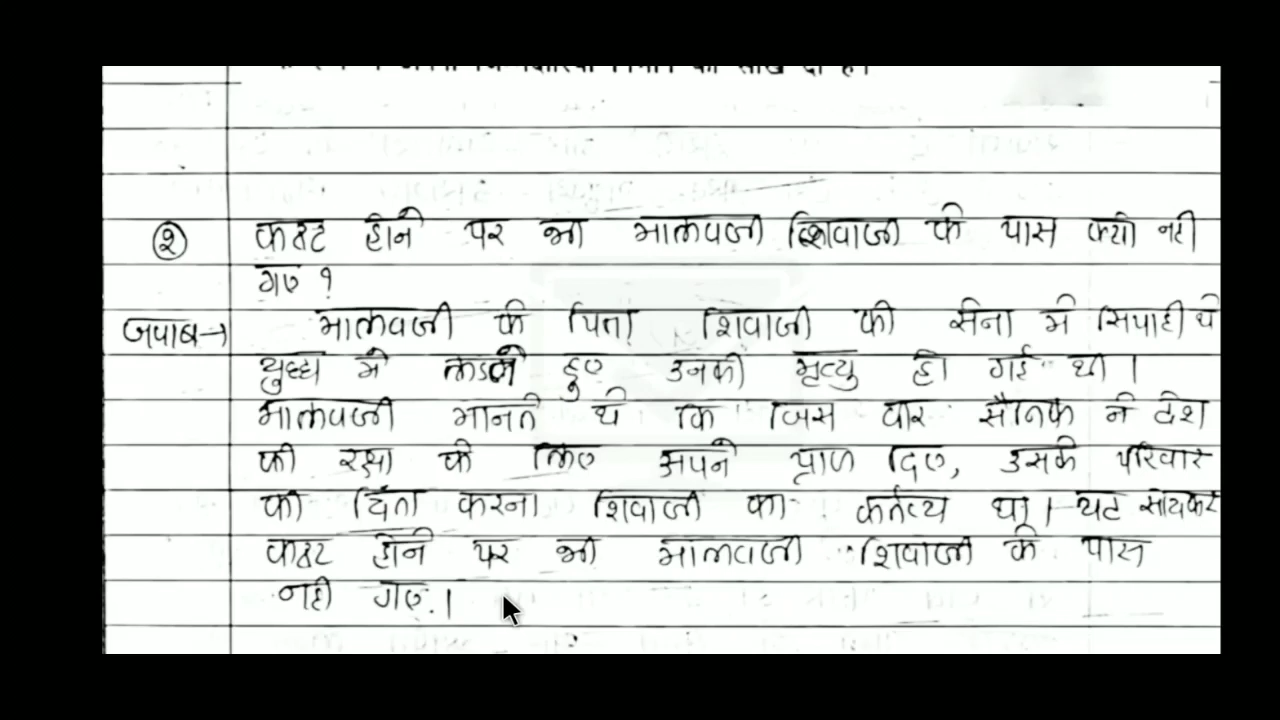 ② कष्ट होने पर भी मालवजी शिवाजी के पास क्यों नही
गए ?
जवाब→ मालवजी के पिता शिवाजी की सेना मे सिपाही थे
युध्ध मे लडते हुए उनकी मृत्यु हो गई थी।
मालवजी मानते थे कि जिस वीर सैनिक ने देश
की रक्षा के लिए अपने प्राण दिए, उसके परिवार
की चिंता करना शिवाजी का कर्तव्य था। यह सोचकर
कष्ट होने पर भी मालवजी शिवाजी के पास
नही गए.।